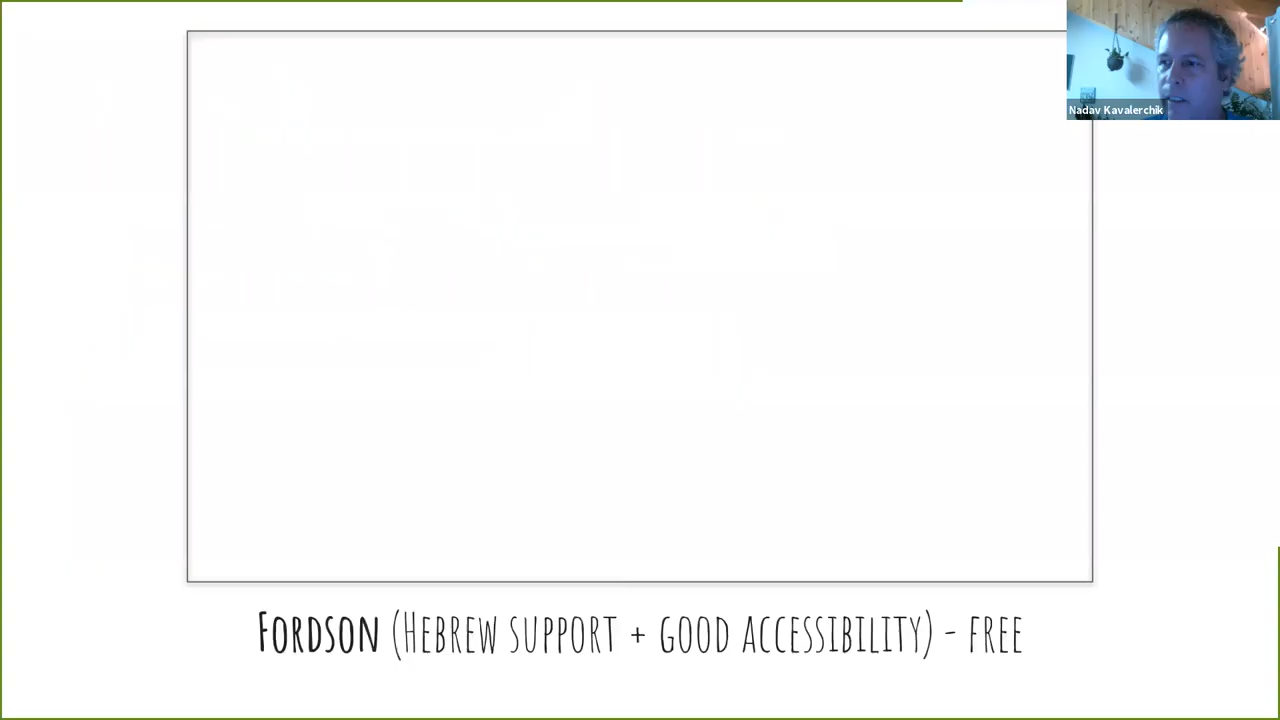 Nadav Kavalerchik
Fordson (Hebrew support + good accessibility) - free